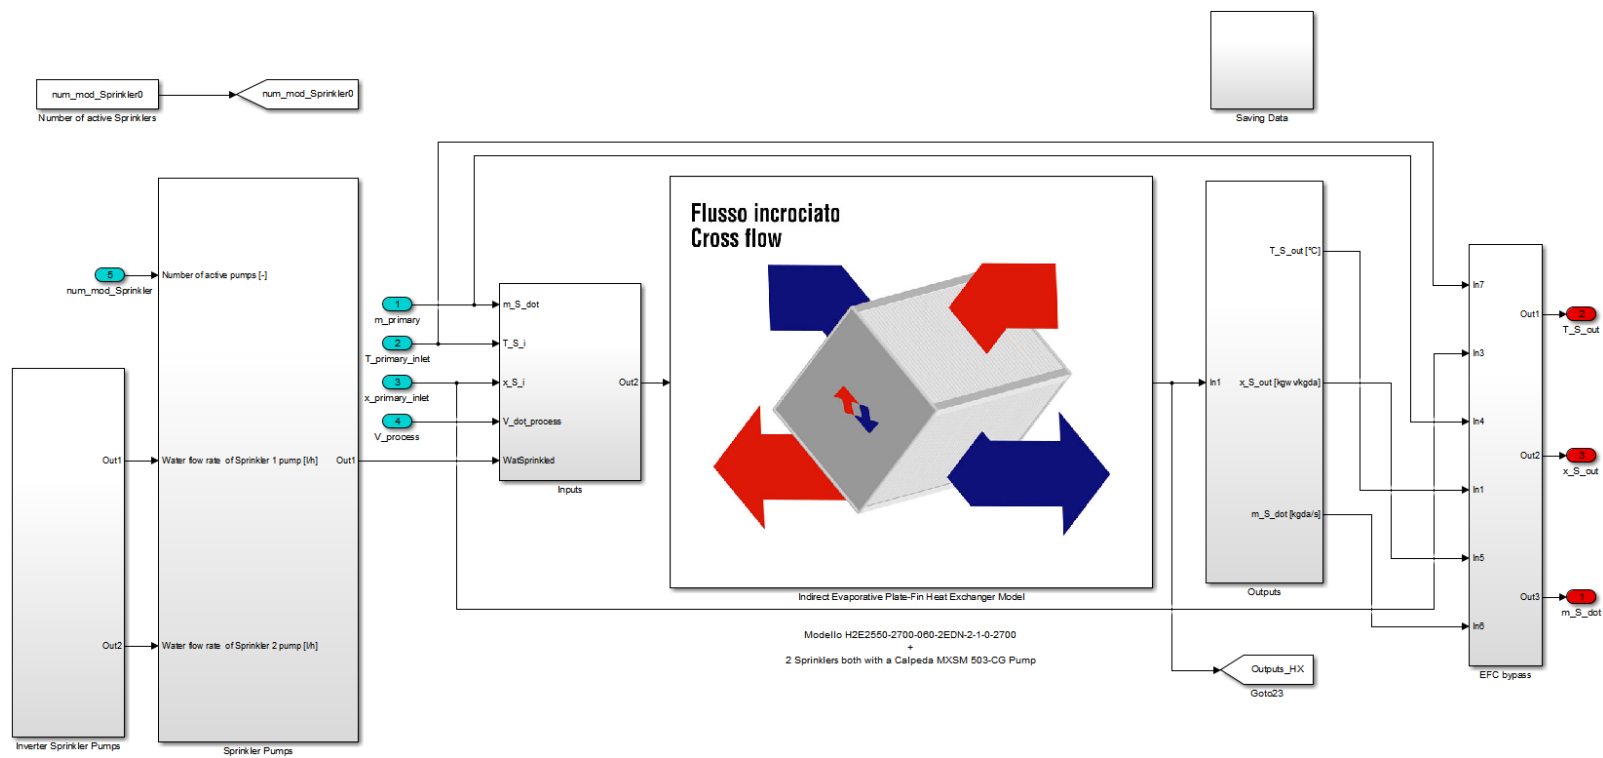 num_mod_Sprinkler0
num_mod_Sprinkler0
Number of active Sprinklers
Saving Data
5
num_mod_Sprinkler
Number of active pumps [-]
Out1
Water flow rate of Sprinkler 1 pump [l/h]
Out1
Out2
Water flow rate of Sprinkler 2 pump [l/h]
Inverter Sprinkler Pumps
Sprinkler Pumps
1
m_primary
2
T_primary_inlet
3
x_primary_inlet
4
V_process
m_S_dot
T_S_i
x_S_i
Out2
V_dot_process
WatSprinkled
Inputs
Flusso incrociato
Cross flow
Indirect Evaporative Plate-Fin Heat Exchanger Model
Modello H2E2550-2700-060-2EDN-2-1-0-2700
+
2 Sprinklers both with a Calpeda MXSM 503-CG Pump
T_S_out [°C]
In1
x_S_out [kgwv/kgda]
m_S_dot [kgda/s]
Outputs
Outputs_HX
Goto23
In7
Out1
In3
In4
Out2
In1
In5
Out3
In6
EFC bypass
2
T_S_out
3
x_S_out
1
m_S_dot